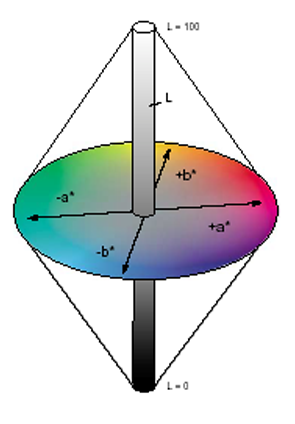 L = 100
L
+b*
-a*
+a*
-b*
L = 0